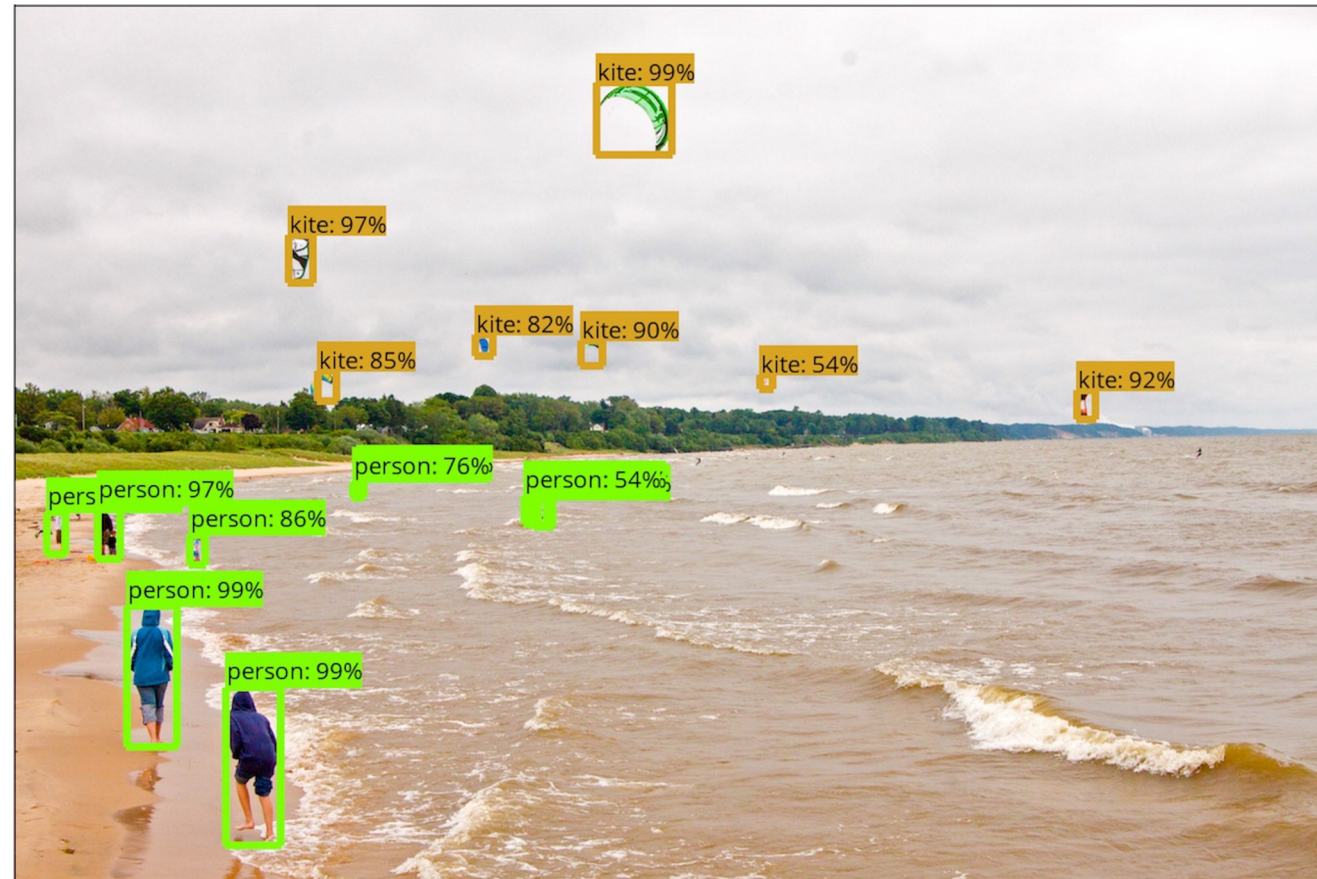 kite: 99%
kite: 97%
kite: 82%
kite: 90%
kite: 85%
kite: 54%
kite: 92%
person: 76%
person: 54%
pers
person: 97%
person: 86%
person: 99%
person: 99%